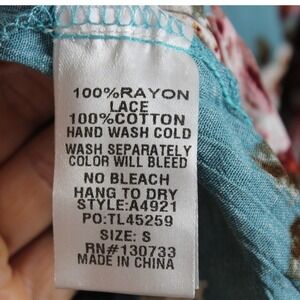 100%RAYON
LACE
100%COTTON
HAND WASH COLD
WASH SEPARATELY
COLOR WILL BLEED
NO BLEACH
HANG TO DRY
STYLE:A4921
PO:TL45259
SIZE: S
RN#130733
MADE IN CHINA